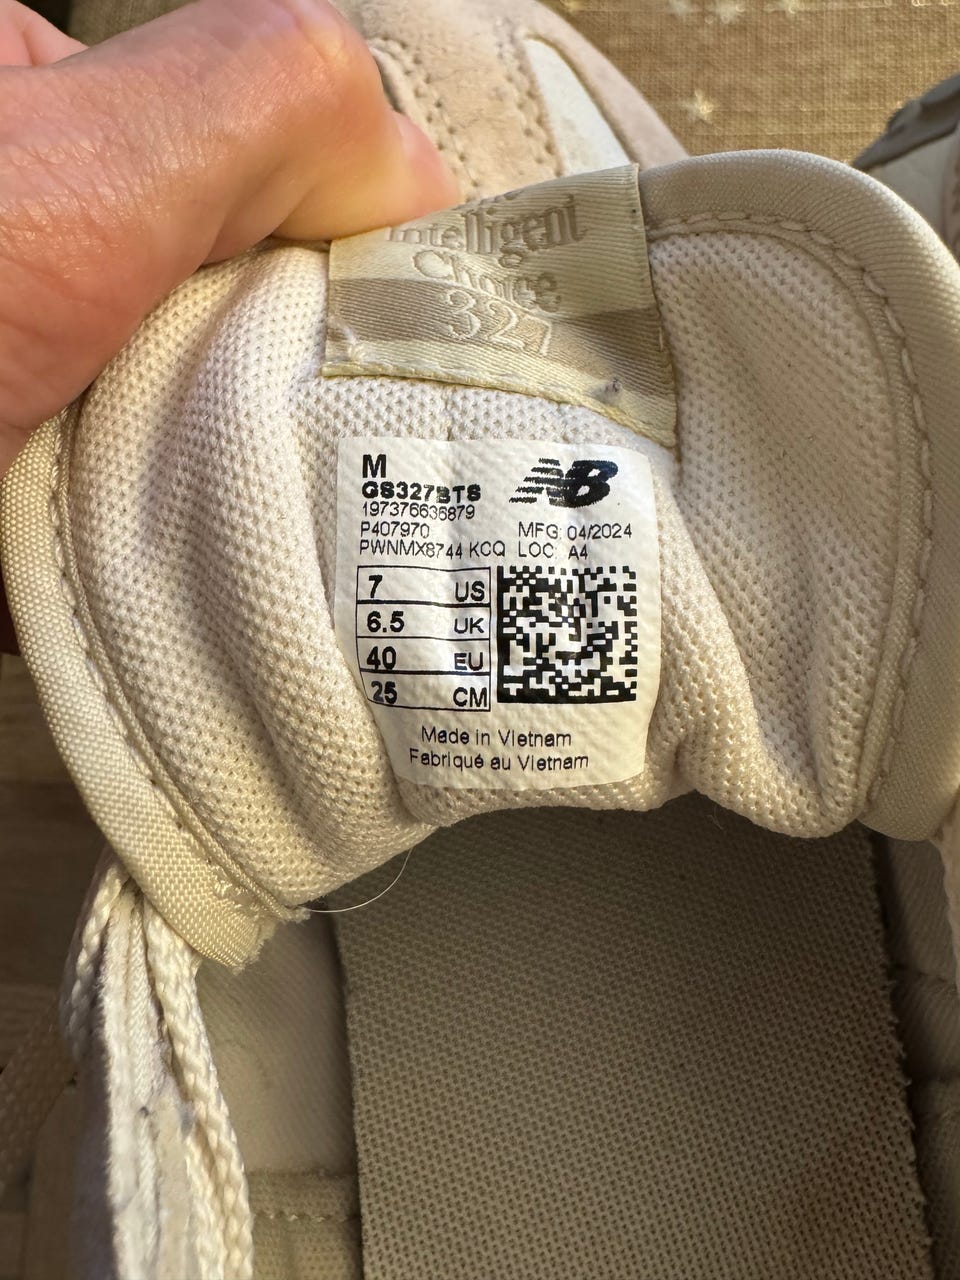 Intelligent
Choice
327
M
NB
GS327BTS
197376636879
P407970
MFG 04/2024
PWNMX8744 KCQ LOC: A4
7 US
6.5 UK
40 EU
25 CM
Made in Vietnam
Fabriqué au Vietnam